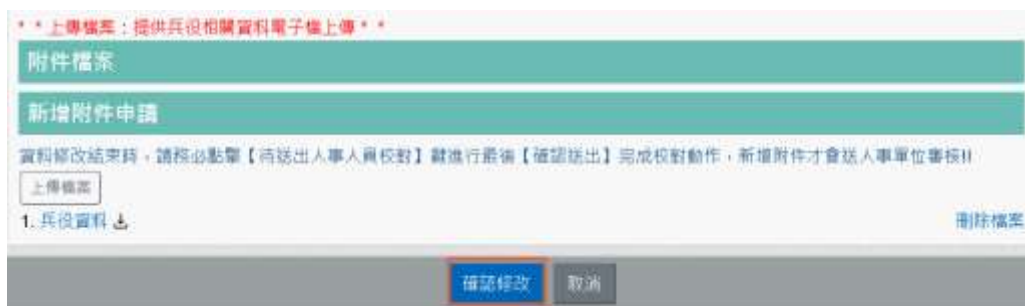 **上傳檔案：提供兵役相關資料電子檔上傳**
附件檔案
新增附件申請
資料修改結束時，請務必點擊【待送出人事人員校對】鍵進行最後【確認送出】完成校對動作，新增附件才會送人事單位審核!!
上傳檔案
1. 兵役資料
刪除檔案
確認修改
取消